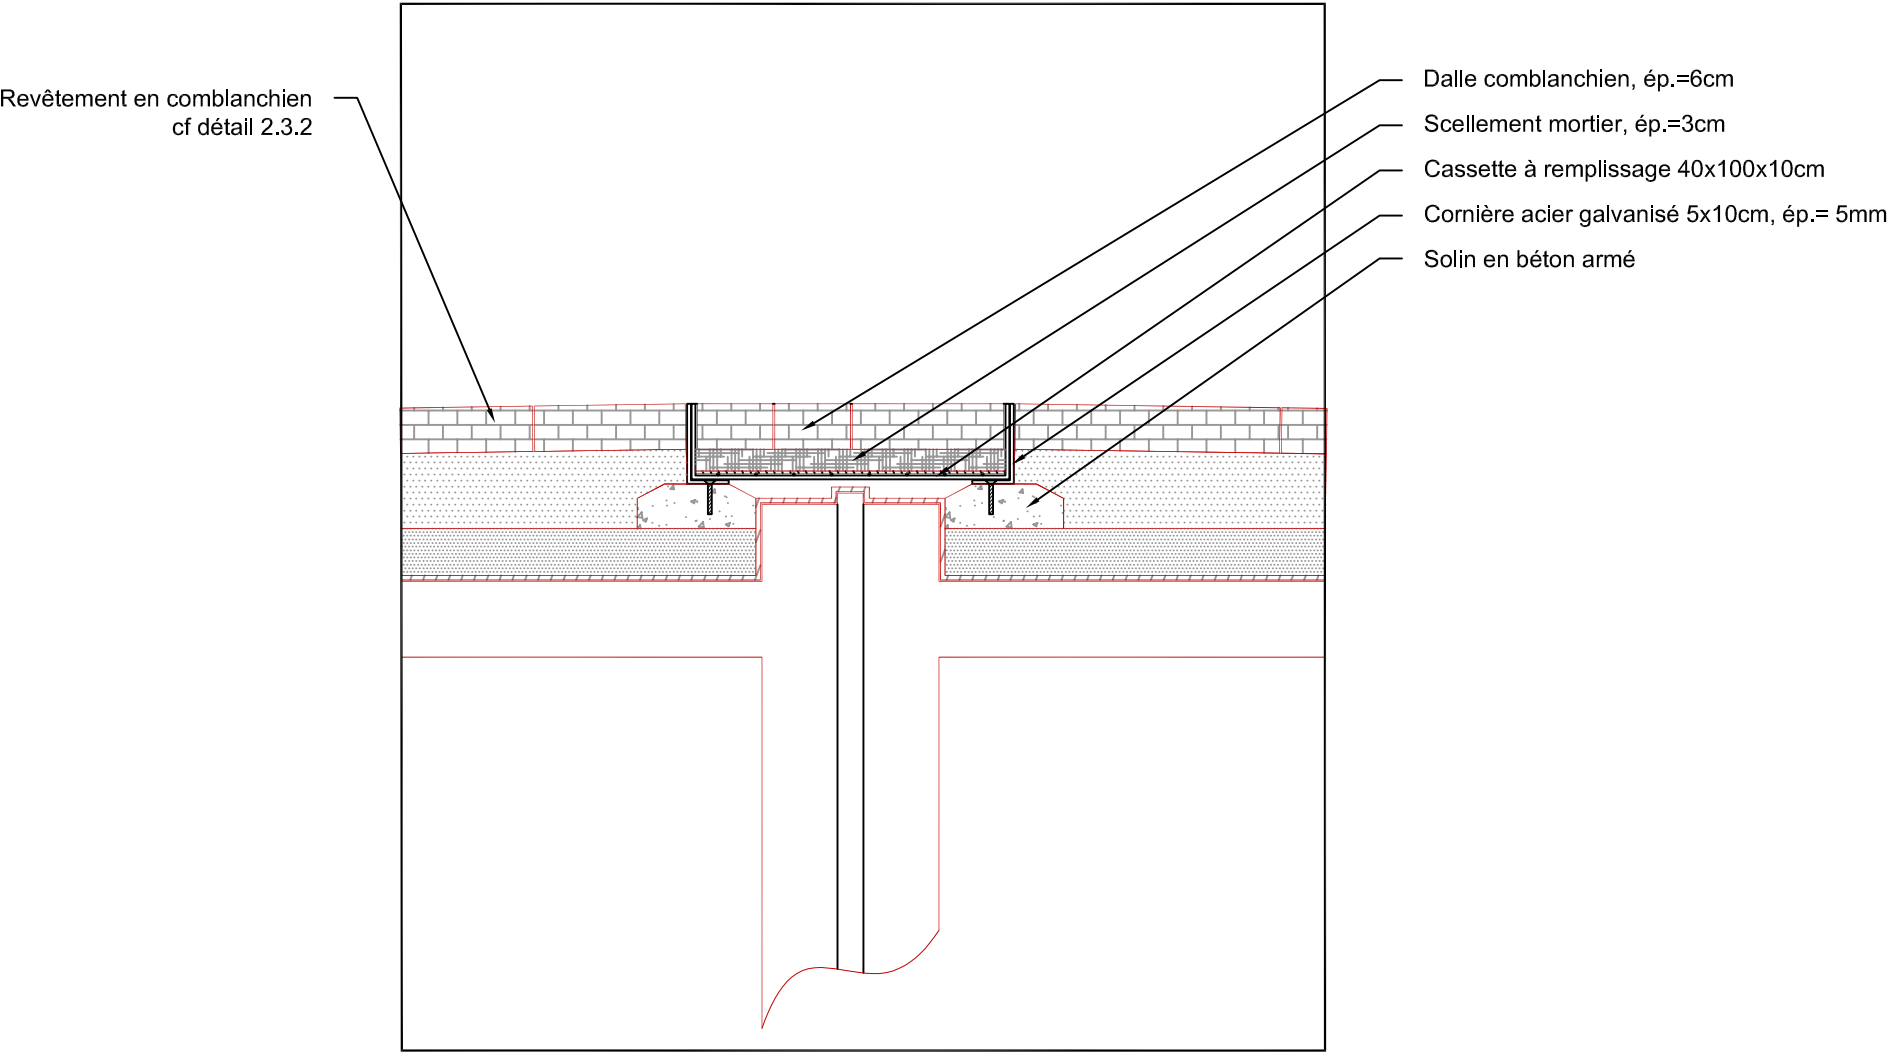 Revêtement en comblanchien
cf détail 2.3.2
Dalle comblanchien, ép.=6cm
Scellement mortier, ép.=3cm
Cassette à remplissage 40x100x10cm
Cornière acier galvanisé 5x10cm, ép.= 5mm
Solin en béton armé